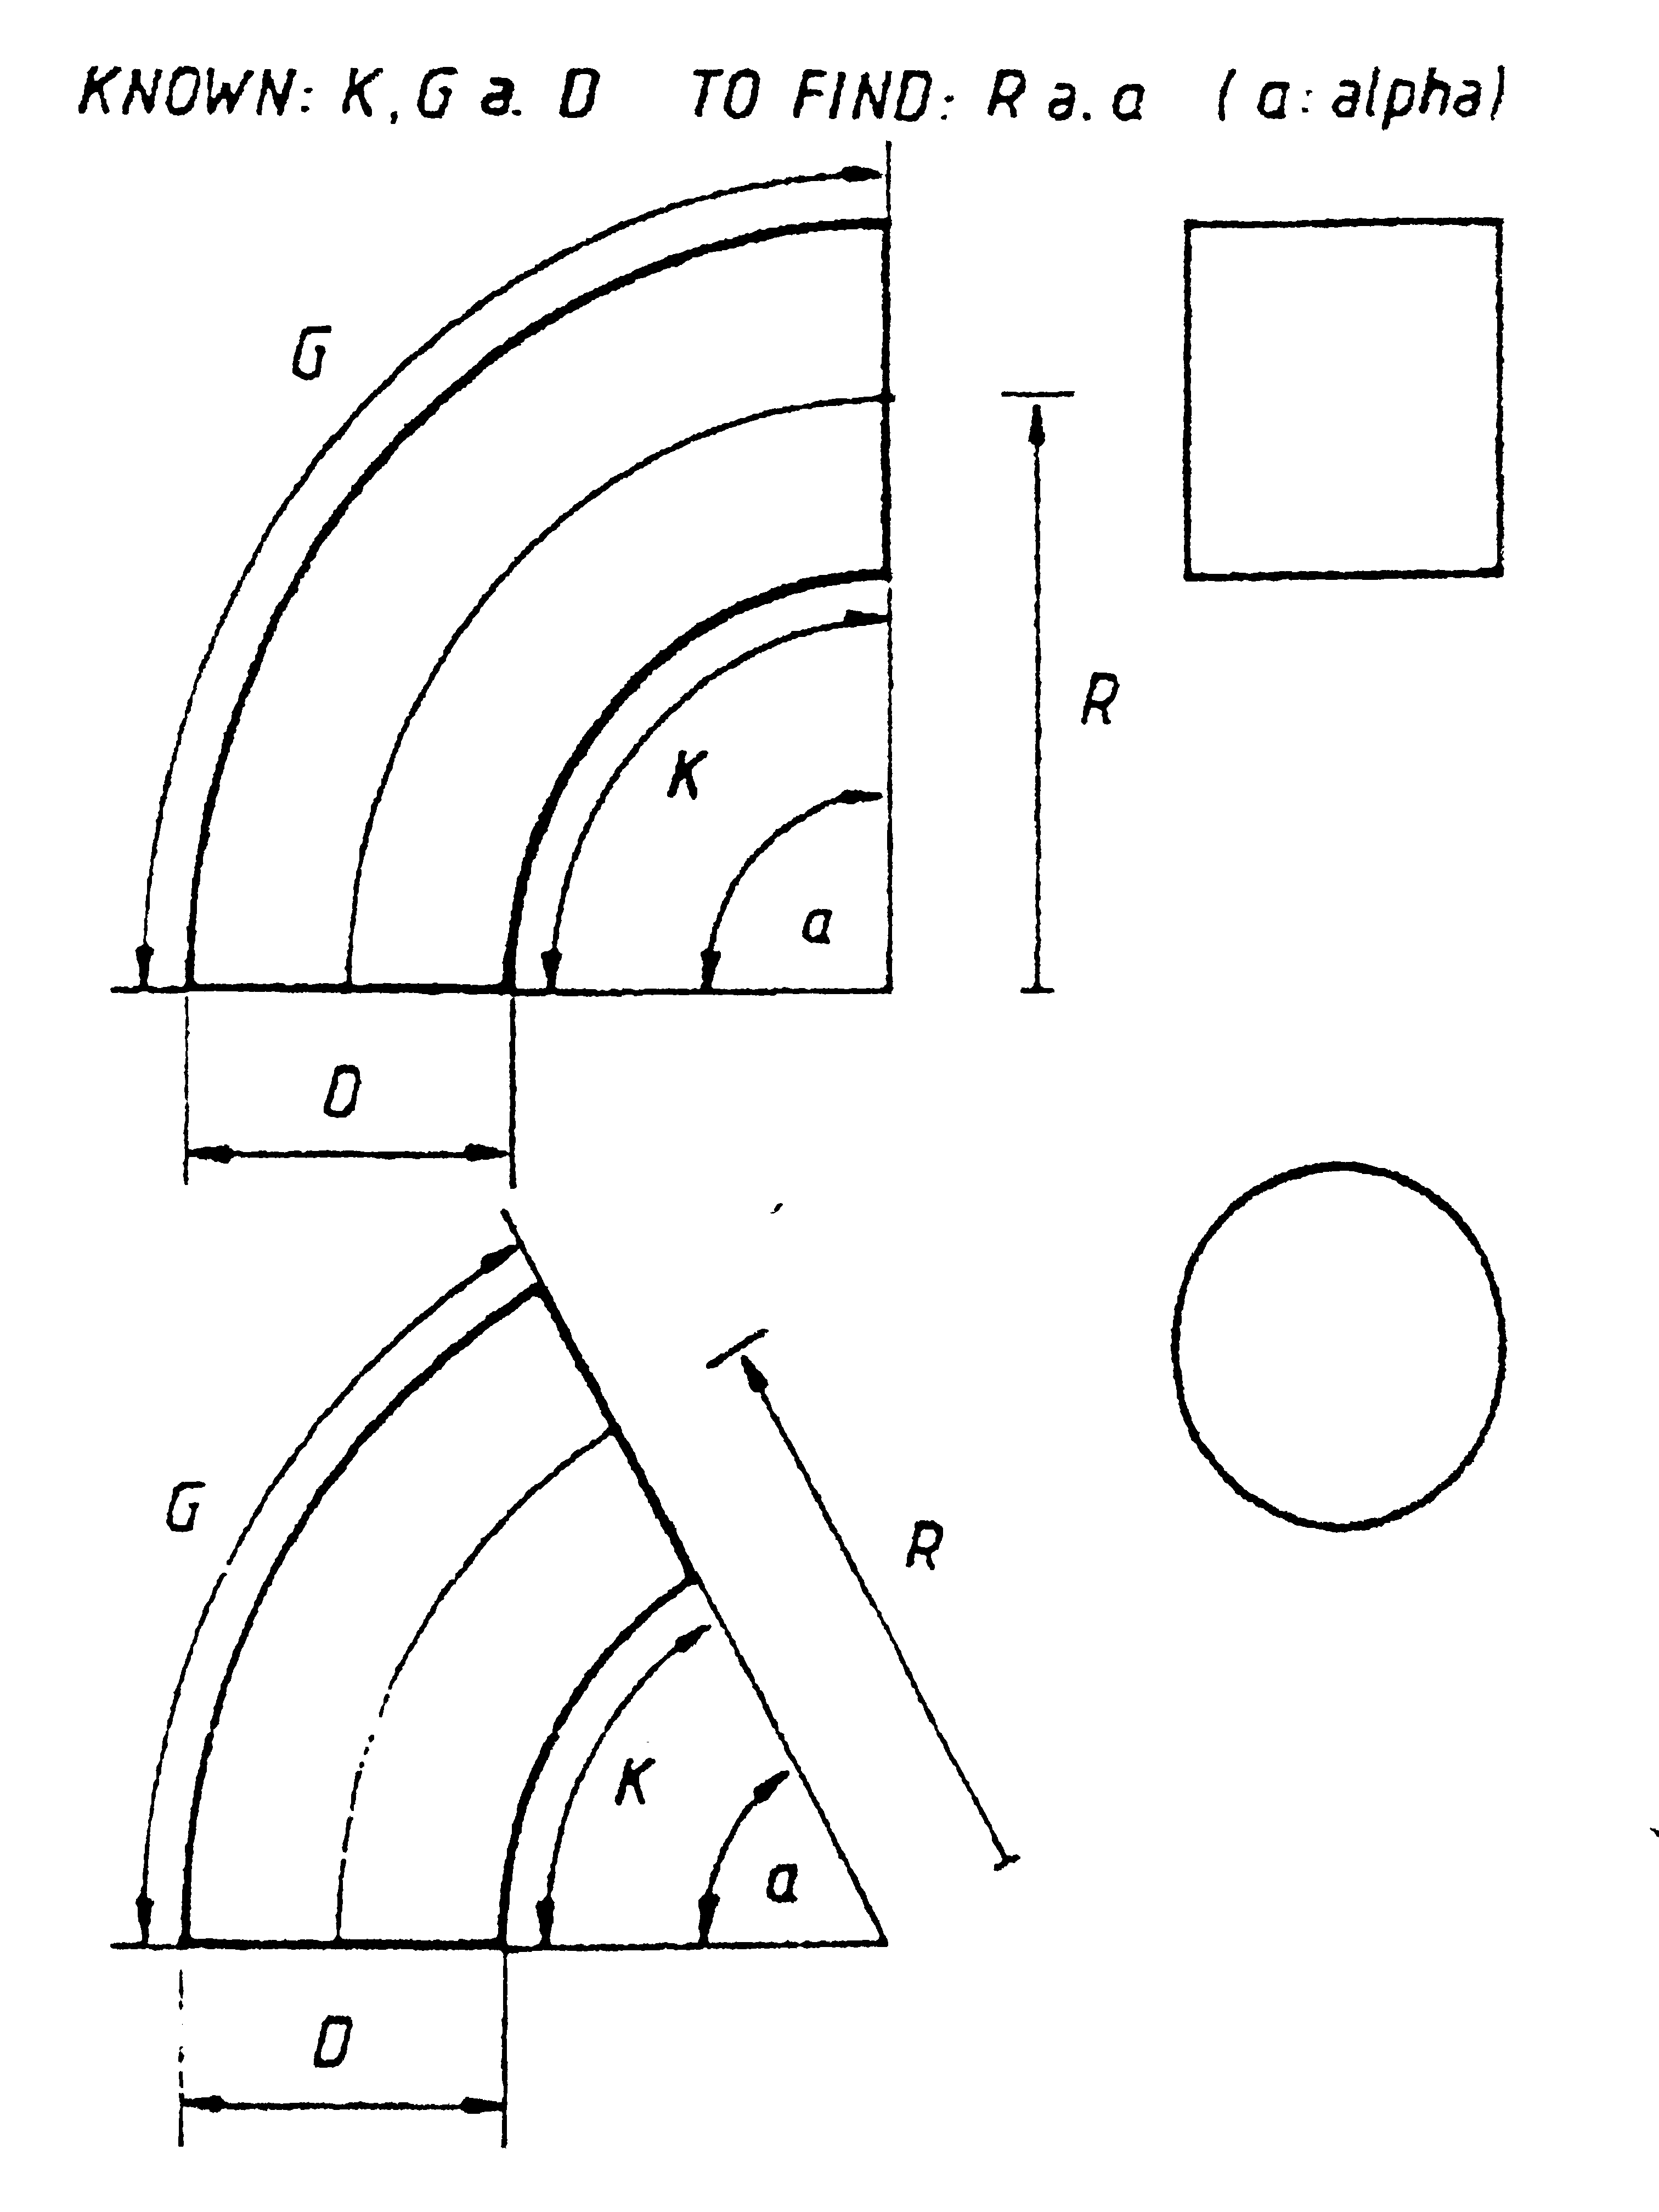 KNOWN: K, G a. D TO FIND: R a. α (α: alpha)
G
R
K
α
D
G
R
K
α
D